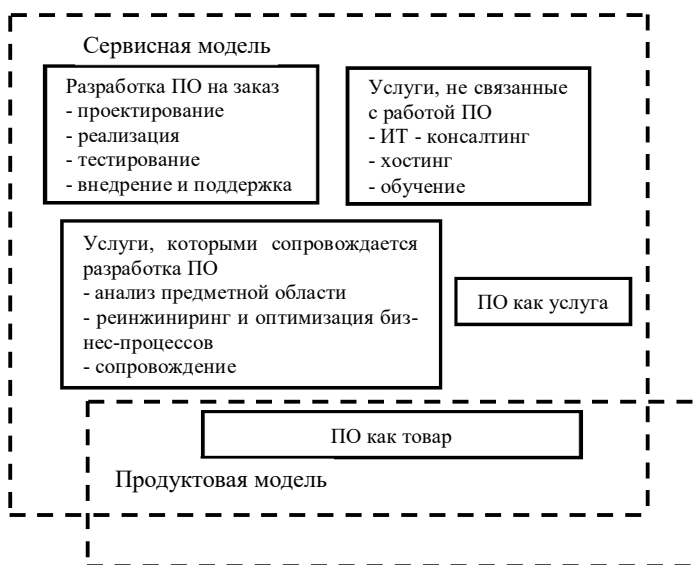 Сервисная модель
Разработка ПО на заказ
- проектирование
- реализация
- тестирование
- внедрение и поддержка
Услуги, не связанные
с работой ПО
- ИТ - консалтинг
- хостинг
- обучение
Услуги, которыми сопровождается
разработка ПО
- анализ предметной области
- реинжиниринг и оптимизация биз-
нес-процессов
- сопровождение
ПО как услуга
ПО как товар
Продуктовая модель